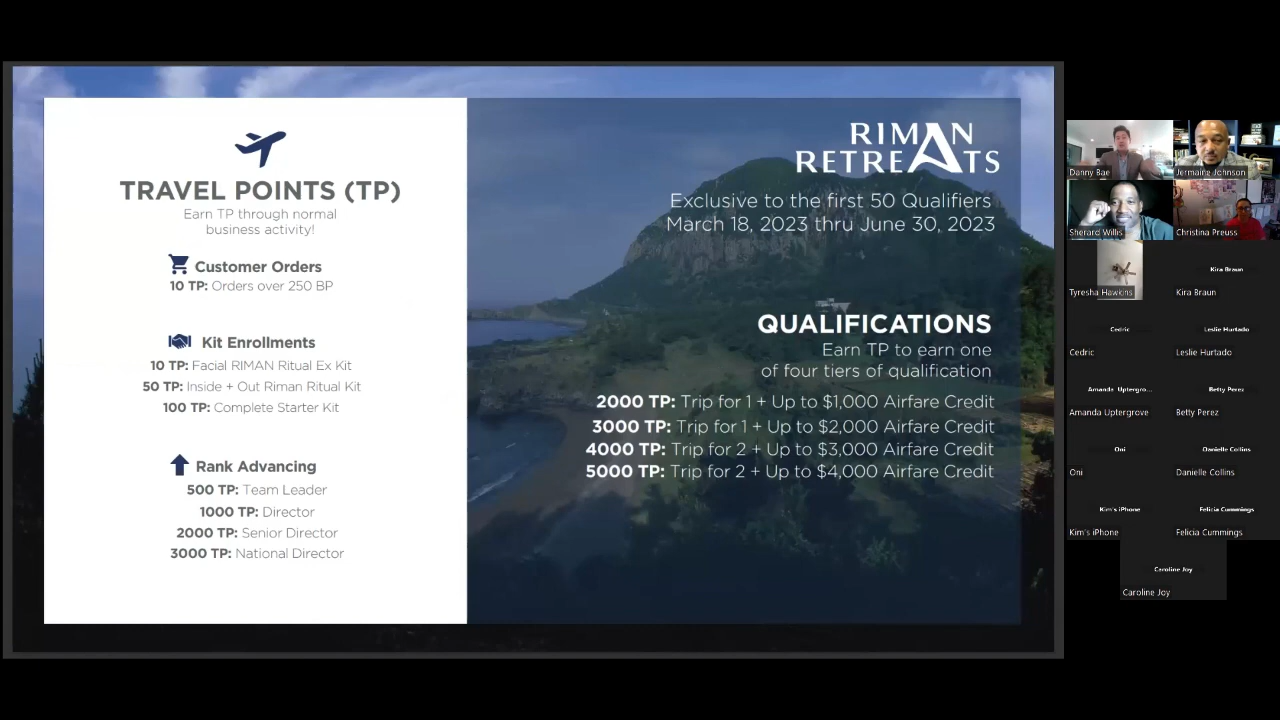 TRAVEL POINTS (TP)
Earn TP through normal
business activity!
Customer Orders
10 TP: Orders over 250 BP
Kit Enrollments
10 TP: Facial RIMAN Ritual Ex Kit
50 TP: Inside + Out Riman Ritual Kit
100 TP: Complete Starter Kit
Rank Advancing
500 TP: Team Leader
1000 TP: Director
2000 TP: Senior Director
3000 TP: National Director
RIMAN
RETREATS
Exclusive to the first 50 Qualifiers
March 18, 2023 thru June 30, 2023
QUALIFICATIONS
Earn TP to earn one
of four tiers of qualification
2000 TP: Trip for 1 + Up to $1,000 Airfare Credit
3000 TP: Trip for 1 + Up to $2,000 Airfare Credit
4000 TP: Trip for 2 + Up to $3,000 Airfare Credit
5000 TP: Trip for 2 + Up to $4,000 Airfare Credit
Danny Bae
Jermaine Johnson
Sherard Willis
Christina Preuss
Tyresha Hawkins
Kira Braun
Kira Braun
Cedric
Cedric
Leslie Hurtado
Leslie Hurtado
Amanda Uptergro...
Amanda Uptergrove
Betty Perez
Betty Perez
Oni
Oni
Danielle Collins
Danielle Collins
Kim's iPhone
Kim's iPhone
Felicia Cummings
Felicia Cummings
Caroline Joy
Caroline Joy